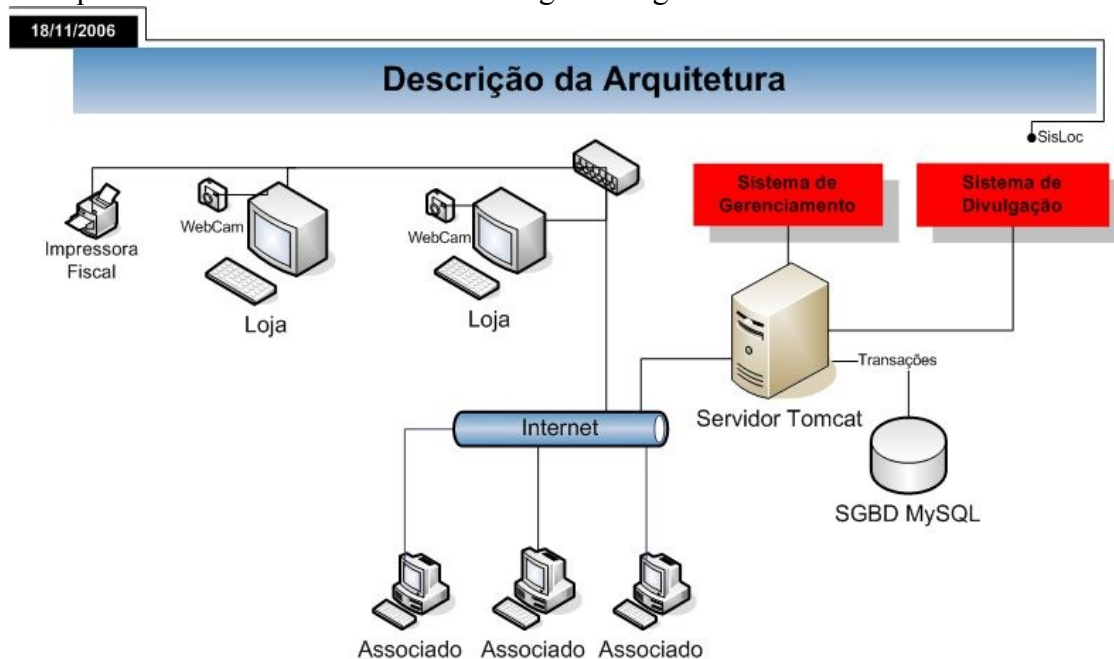 18/11/2006
Descrição da Arquitetura
SisLoc
Sistema de
Gerenciamento
Sistema de
Divulgação
WebCam
WebCam
Impressora
Fiscal
Loja
Loja
Transações
Servidor Tomcat
Internet
SGBD MySQL
Associado
Associado
Associado